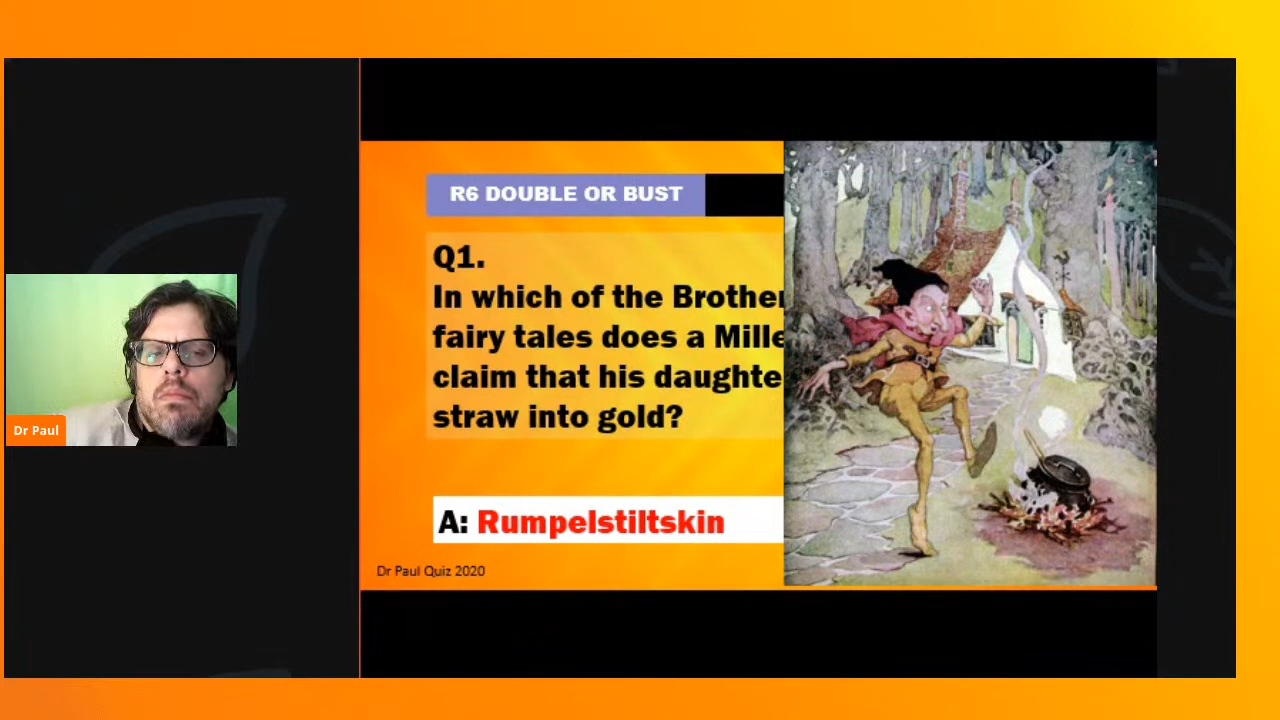 R6 DOUBLE OR BUST
Q1.
In which of the Brother
fairy tales does a Mille
claim that his daughte
straw into gold?
A: Rumpelstiltskin
Dr Paul Quiz 2020
Dr Paul